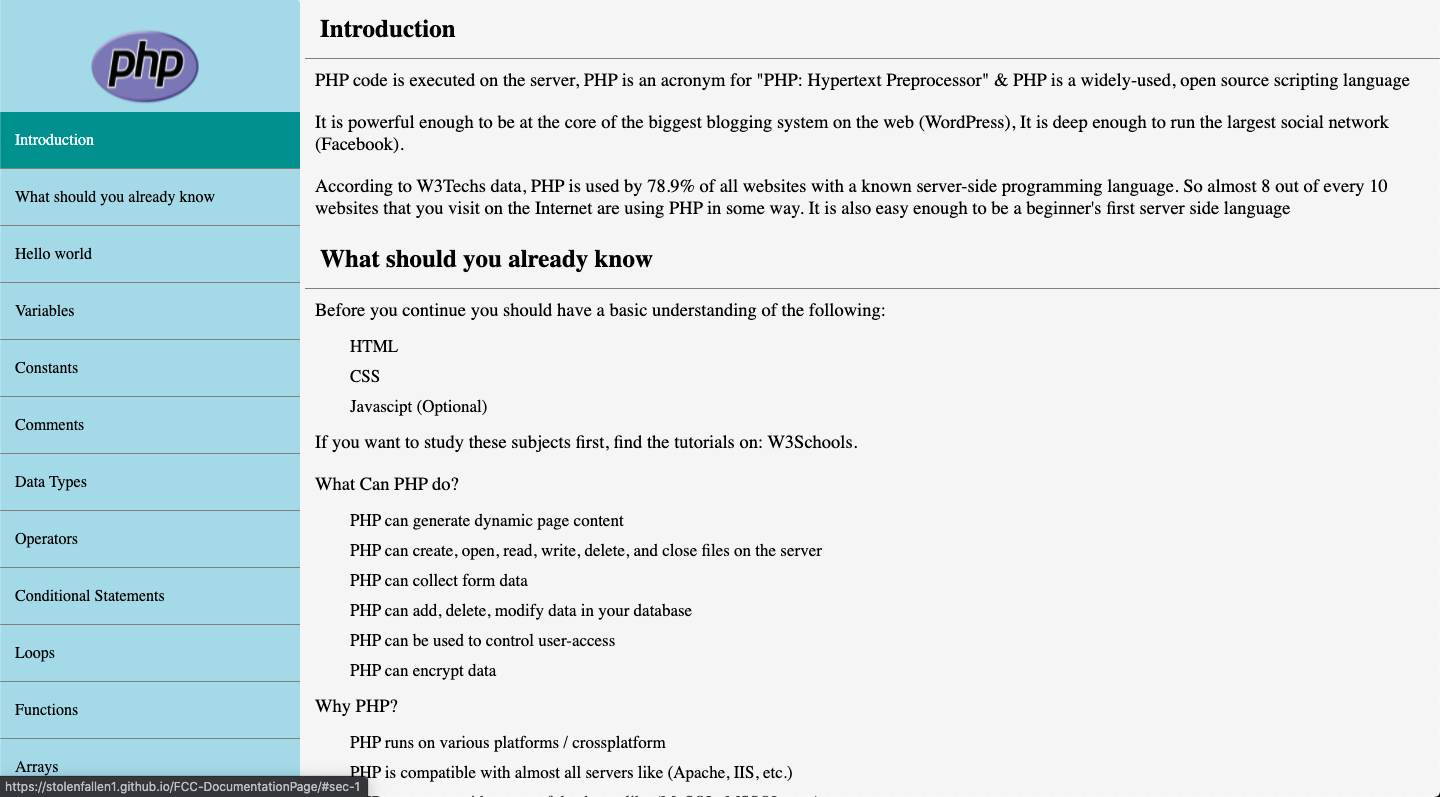 php
Introduction
What should you already know
Hello world
Variables
Constants
Comments
Data Types
Operators
Conditional Statements
Loops
Functions
Arrays
https://stolenfallen1.github.io/FCC-DocumentationPage/#sec-1
Introduction
PHP code is executed on the server, PHP is an acronym for "PHP: Hypertext Preprocessor" & PHP is a widely-used, open source scripting language
It is powerful enough to be at the core of the biggest blogging system on the web (WordPress), It is deep enough to run the largest social network
(Facebook).
According to W3Techs data, PHP is used by 78.9% of all websites with a known server-side programming language. So almost 8 out of every 10
websites that you visit on the Internet are using PHP in some way. It is also easy enough to be a beginner's first server side language
What should you already know
Before you continue you should have a basic understanding of the following:
HTML
CSS
Javascipt (Optional)
If you want to study these subjects first, find the tutorials on: W3Schools.
What Can PHP do?
PHP can generate dynamic page content
PHP can create, open, read, write, delete, and close files on the server
PHP can collect form data
PHP can add, delete, modify data in your database
PHP can be used to control user-access
PHP can encrypt data
Why PHP?
PHP runs on various platforms / crossplatform
PHP is compatible with almost all servers like (Apache, IIS, etc.)